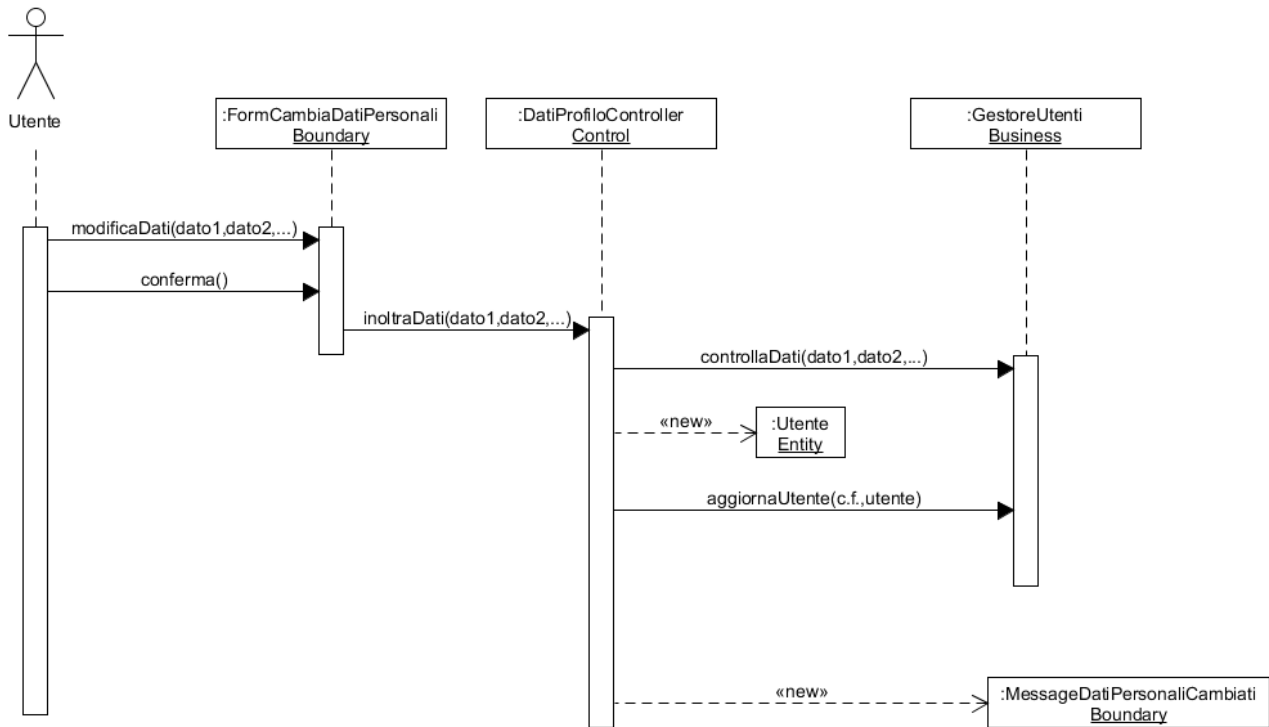 Utente
:FormCambiaDatiPersonali
Boundary
:DatiProfiloController
Control
:GestoreUtenti
Business
modificaDati(dato1,dato2,...)
conferma()
inoltraDati(dato1,dato2,...)
controllaDati(dato1,dato2,...)
«new»
:Utente
Entity
aggiornaUtente(c.f.,utente)
«new»
:MessageDatiPersonaliCambiati
Boundary